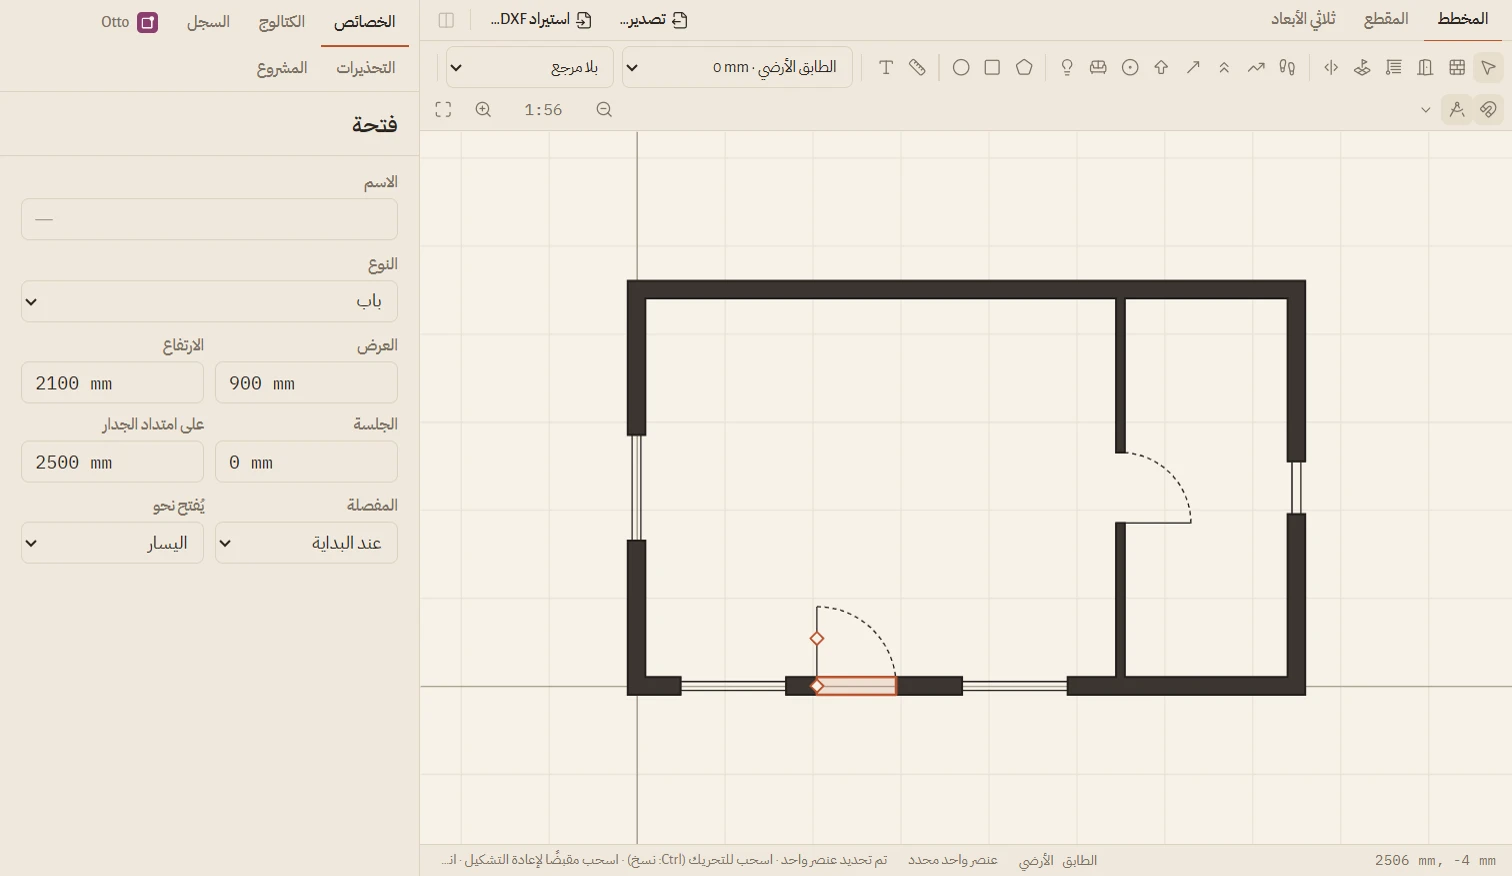 المخطط
المقطع
ثلاثي الأبعاد
تصدير...
استيراد DXF...
الخصائص
الكتالوج
السجل
Otto
التحذيرات
المشروع
الطابق الأرضي · 0 mm
بلا مرجع
1:56
فتحة
الاسم
—
النوع
باب
العرض
الارتفاع
900 mm
2100 mm
الجلسة
على امتداد الجدار
0 mm
2500 mm
المفصلة
يُفتح نحو
عند البداية
اليسار
2506 mm, -4 mm
الطابق الأرضي
عنصر واحد محدد
تم تحديد عنصر واحد · اسحب للتحريك (Ctrl: نسخ) · اسحب مقبضًا لإعادة التشكيل · ان...